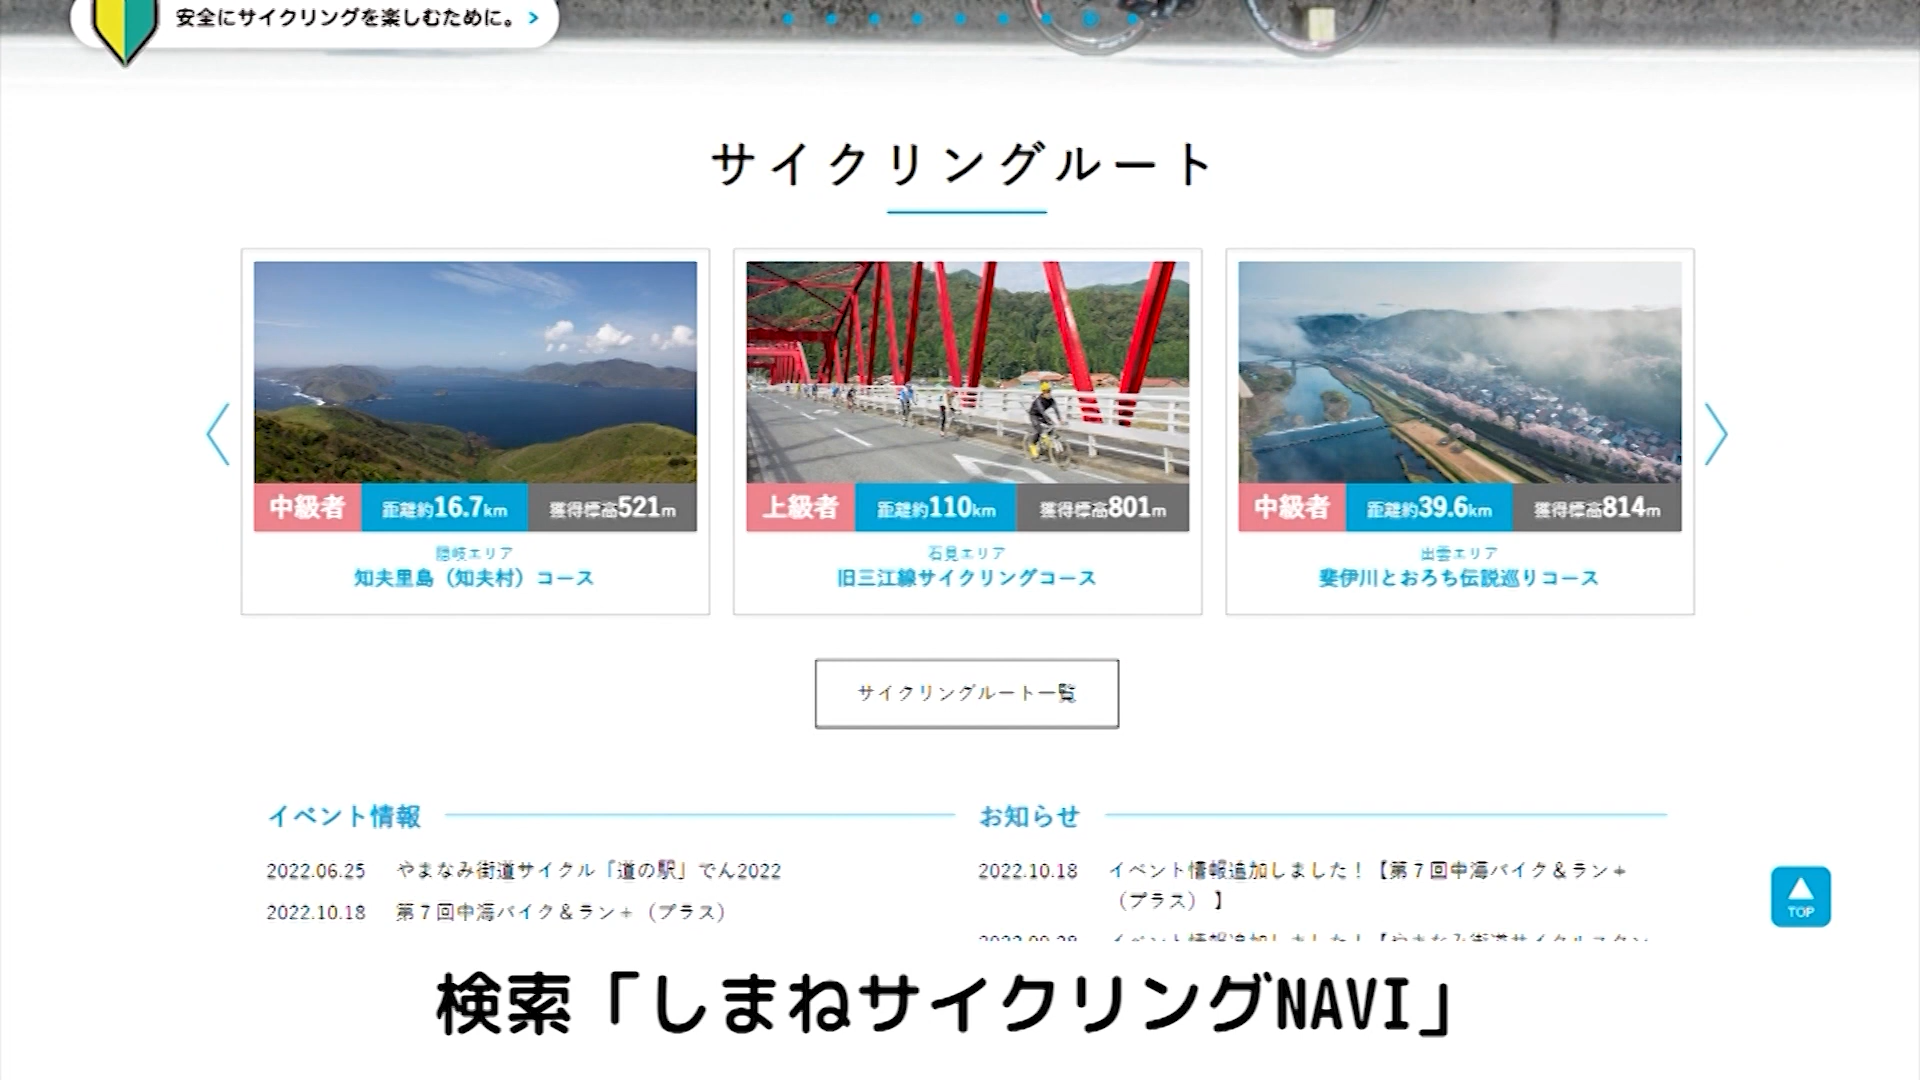 安全にサイクリングを楽しむために。
サイクリングルート
中級者 距離約16.7km 獲得標高521m
隠岐エリア
知夫里島（知夫村）コース
上級者 距離約110km 獲得標高801m
石見エリア
旧三江線サイクリングコース
中級者 距離約39.6km 獲得標高814m
出雲エリア
斐伊川とおろち伝説巡りコース
サイクリングルート一覧
イベント情報
2022.06.25 やまなみ街道サイクル「道の駅」でん2022
2022.10.18 第７回中海バイク＆ラン＋（プラス）
お知らせ
2022.10.18 イベント情報追加しました！【第７回中海バイク＆ラン＋
（プラス）】
TOP
検索「しまねサイクリングNAVI」